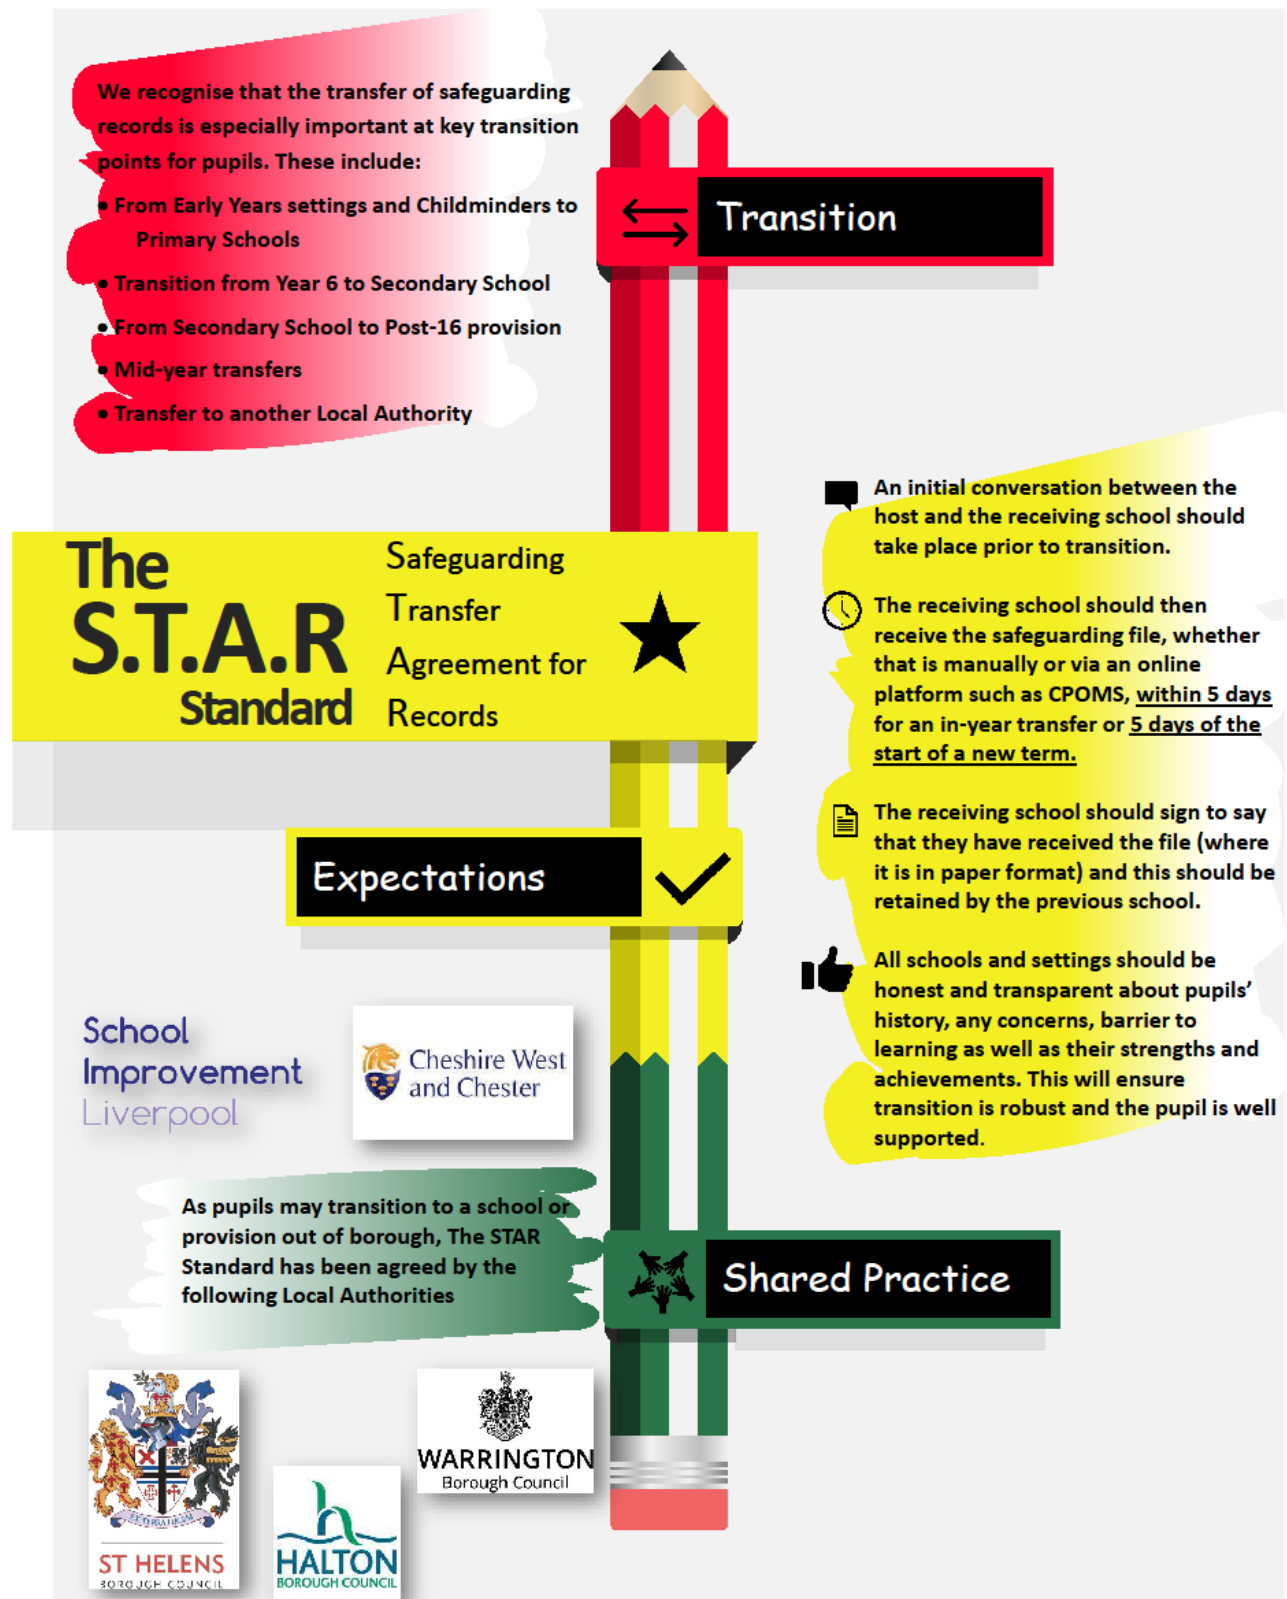 We recognise that the transfer of safeguarding
records is especially important at key transition
points for pupils. These include:
• From Early Years settings and Childminders to
Primary Schools
• Transition from Year 6 to Secondary School
• From Secondary School to Post-16 provision
• Mid-year transfers
• Transfer to another Local Authority
Transition
The
S.T.A.R
Standard
Safeguarding
Transfer
Agreement for
Records
An initial conversation between the
host and the receiving school should
take place prior to transition.
The receiving school should then
receive the safeguarding file, whether
that is manually or via an online
platform such as CPOMS, within 5 days
for an in-year transfer or 5 days of the
start of a new term.
The receiving school should sign to say
that they have received the file (where
it is in paper format) and this should be
retained by the previous school.
All schools and settings should be
honest and transparent about pupils’
history, any concerns, barrier to
learning as well as their strengths and
achievements. This will ensure
transition is robust and the pupil is well
supported.
Expectations
School
Improvement
Liverpool
Cheshire West
and Chester
As pupils may transition to a school or
provision out of borough, The STAR
Standard has been agreed by the
following Local Authorities
Shared Practice
ST HELENS
BOROUGH COUNCIL
HALTON
BOROUGH COUNCIL
WARRINGTON
Borough Council